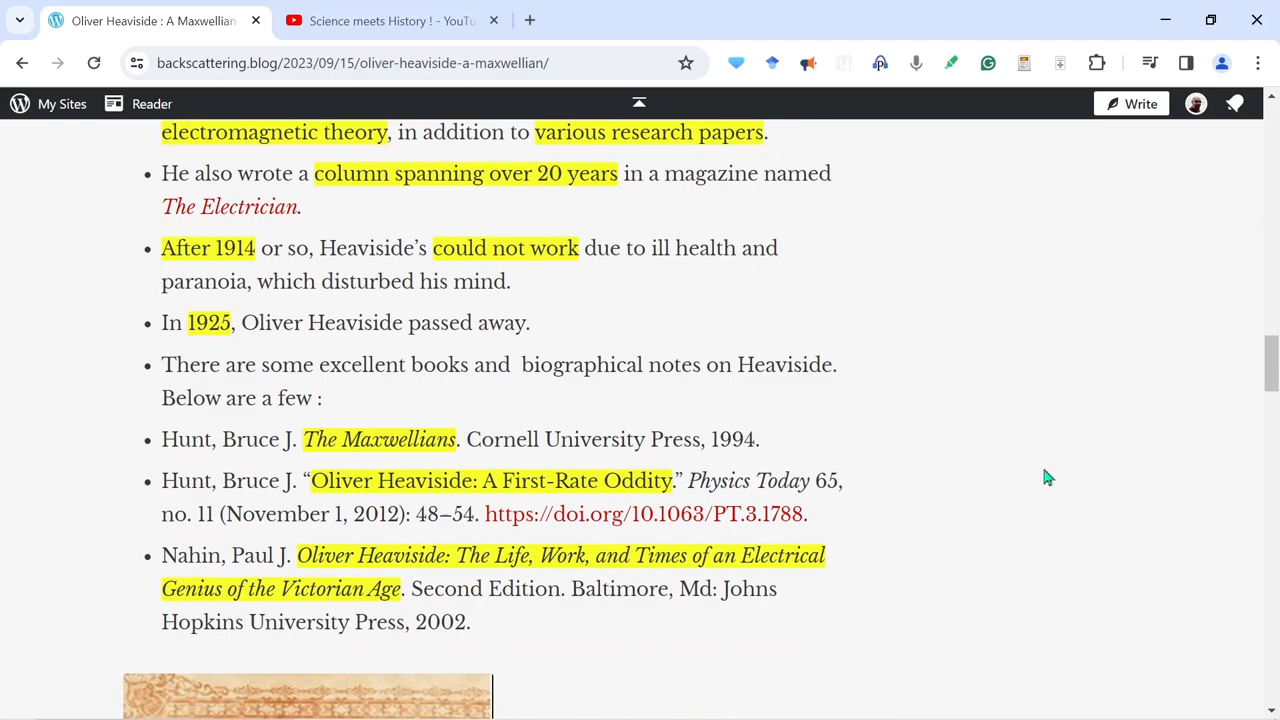 Oliver Heaviside : A Maxwellian
Science meets History ! - YouTu
backscattering.blog/2023/09/15/oliver-heaviside-a-maxwellian/
My Sites
Reader
Write
electromagnetic theory, in addition to various research papers.
• He also wrote a column spanning over 20 years in a magazine named
The Electrician.
• After 1914 or so, Heaviside’s could not work due to ill health and
paranoia, which disturbed his mind.
• In 1925, Oliver Heaviside passed away.
• There are some excellent books and  biographical notes on Heaviside.
Below are a few :
• Hunt, Bruce J. The Maxwellians. Cornell University Press, 1994.
• Hunt, Bruce J. “Oliver Heaviside: A First-Rate Oddity.” Physics Today 65,
no. 11 (November 1, 2012): 48–54. https://doi.org/10.1063/PT.3.1788.
• Nahin, Paul J. Oliver Heaviside: The Life, Work, and Times of an Electrical
Genius of the Victorian Age. Second Edition. Baltimore, Md: Johns
Hopkins University Press, 2002.